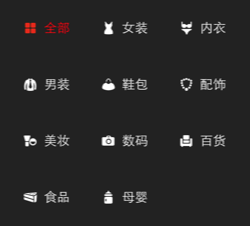 全部 女装 内衣
男装 鞋包 配饰
美妆 数码 百货
食品 母婴